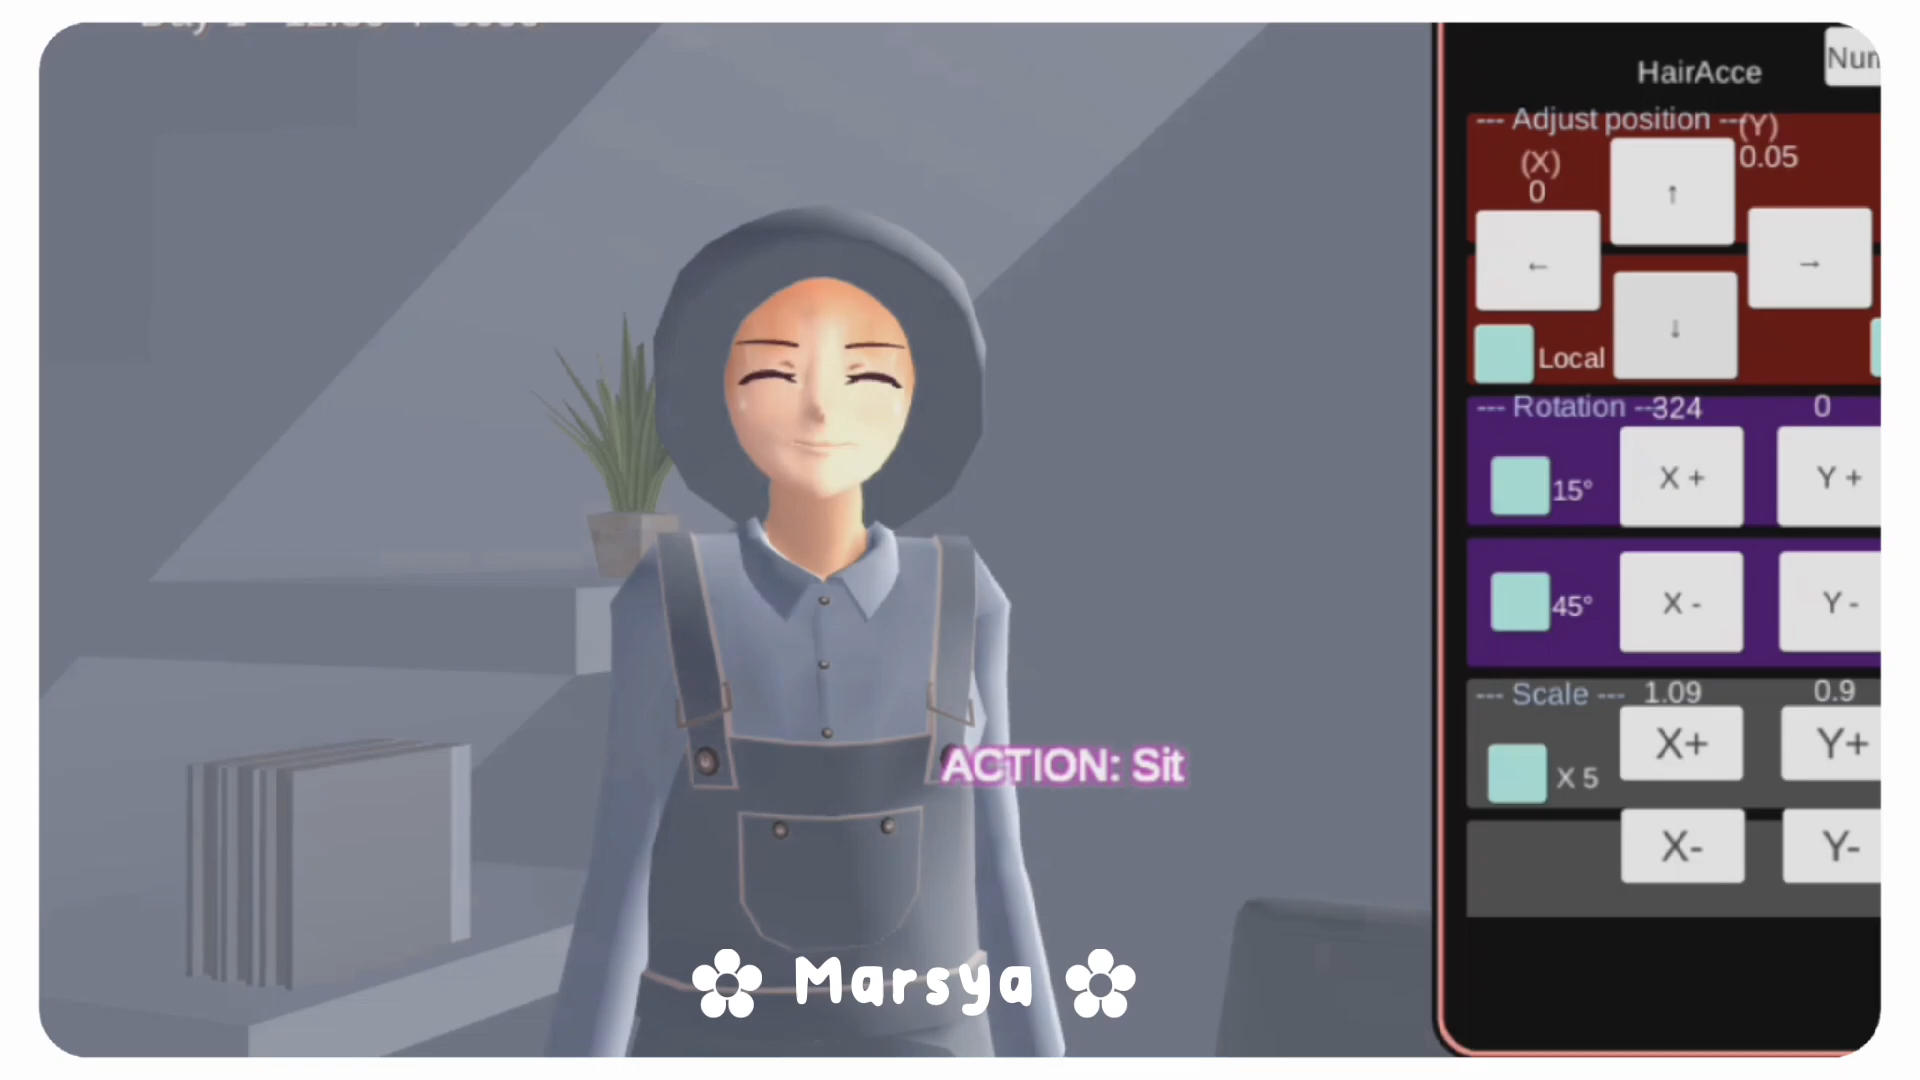 HairAcce
--- Adjust position ---
(Y)
0.05
(X)
0
↑
←
→
↓
Local
--- Rotation --
324
0
15°
X +
Y +
45°
X -
Y -
--- Scale ---
1.09
0.9
X+
Y+
X 5
X-
Y-
ACTION: Sit
Marsya